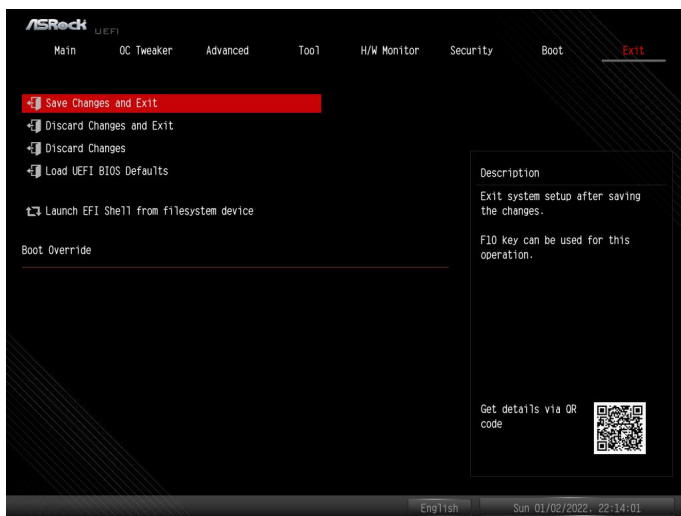 ASRock UEFI
Main OC Tweaker Advanced Tool H/W Monitor Security Boot Exit
Save Changes and Exit
Discard Changes and Exit
Discard Changes
Load UEFI BIOS Defaults
Launch EFI Shell from filesystem device
Boot Override
Description
Exit system setup after saving
the changes.
F10 key can be used for this
operation.
Get details via QR
code
English Sun 01/02/2022. 22:14:01